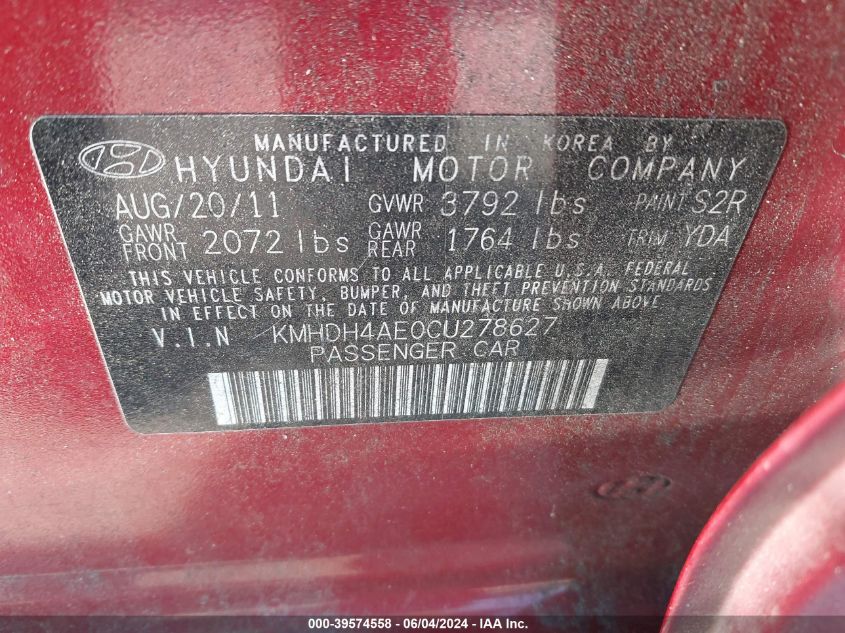 MANUFACTURED IN KOREA BY
HYUNDAI MOTOR COMPANY
AUG/20/11 GVWR 3792 lbs PAINT S2R
GAWR FRONT 2072 lbs GAWR REAR 1764 lbs TRIM YDA
THIS VEHICLE CONFORMS TO ALL APPLICABLE U.S.A. FEDERAL
MOTOR VEHICLE SAFETY, BUMPER, AND THEFT PREVENTION STANDARDS
IN EFFECT ON THE DATE OF MANUFACTURE SHOWN ABOVE
V.I.N KMHDH4AE0CU278627
PASSENGER CAR
000-39574558 - 06/04/2024 - IAA Inc.